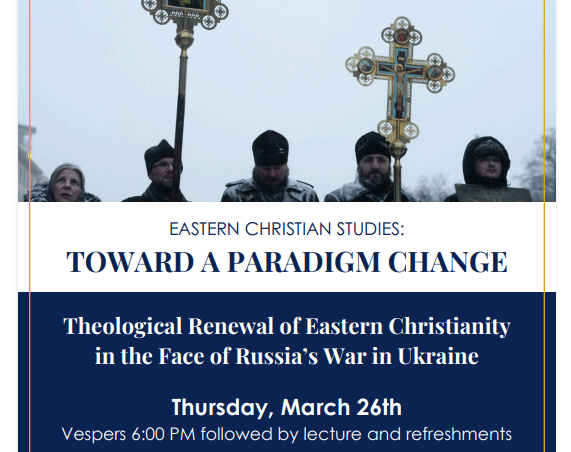 EASTERN CHRISTIAN STUDIES:
TOWARD A PARADIGM CHANGE
Theological Renewal of Eastern Christianity
in the Face of Russia's War in Ukraine
Thursday, March 26th
Vespers 6:00 PM followed by lecture and refreshments